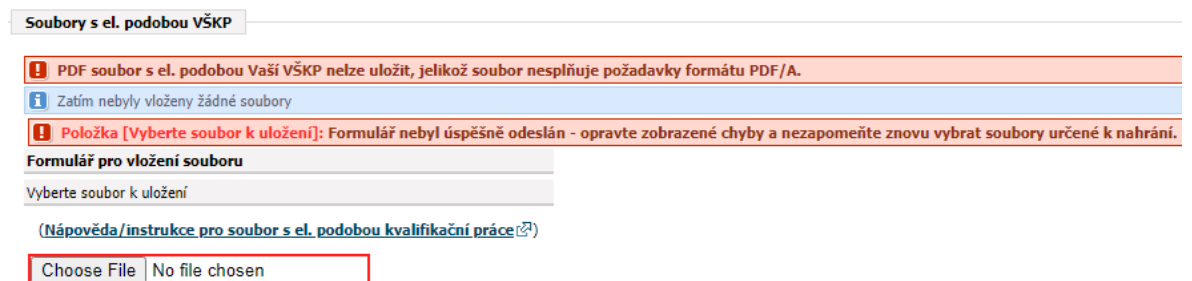 Soubory s el. podobou VŠKP
PDF soubor s el. podobou Vaší VŠKP nelze uložit, jelikož soubor nesplňuje požadavky formátu PDF/A.
Zatím nebyly vloženy žádné soubory
Položka [Vyberte soubor k uložení]: Formulář nebyl úspěšně odeslán - opravte zobrazené chyby a nezapomeňte znovu vybrat soubory určené k nahrání.
Formulář pro vložení souboru
Vyberte soubor k uložení
(Nápověda/instrukce pro soubor s el. podobou kvalifikační práce)
Choose File No file chosen